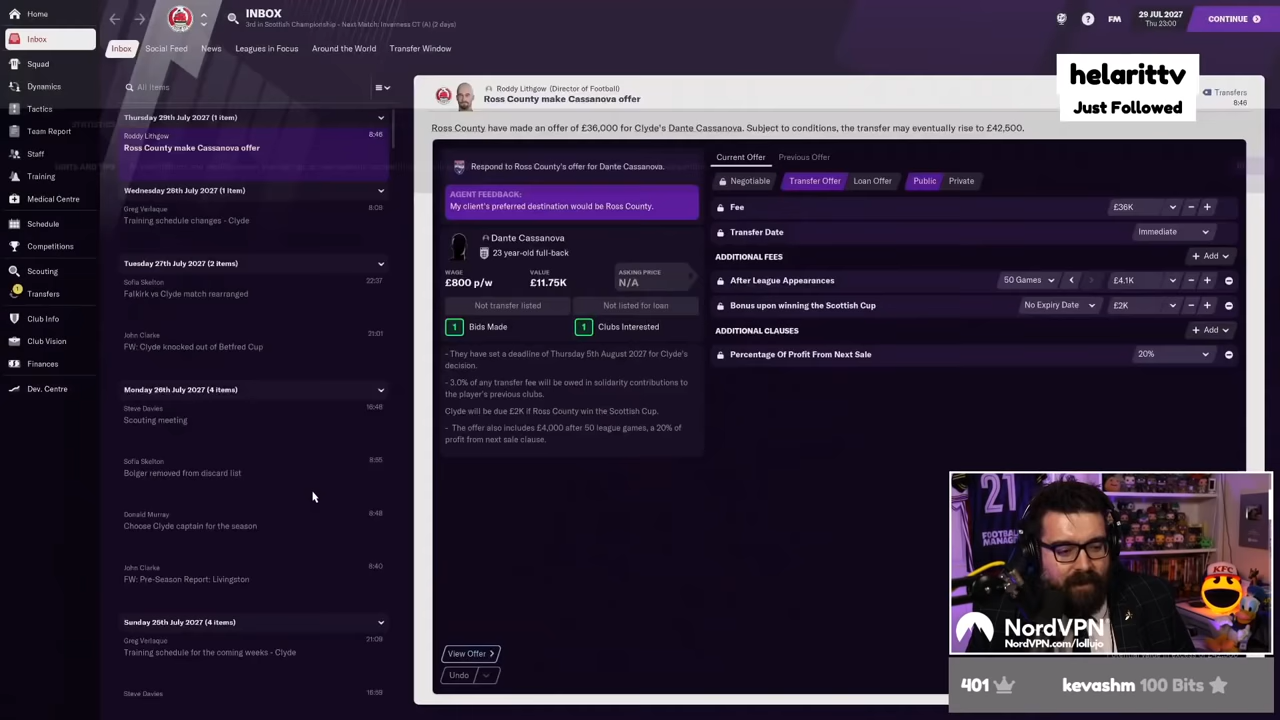 Home
Inbox
Squad
Dynamics
Tactics
Team Report
Staff
Training
Medical Centre
Schedule
Competitions
Scouting
1
Transfers
Club Info
Club Vision
Finances
Dev. Centre
INBOX
3rd in Scottish Championship - Next Match: Inverness CT (A) (2 days)
FM
29 JUL 2027
Thu 23:00
CONTINUE
Inbox Social Feed News Leagues in Focus Around the World Transfer Window
All Items
Thursday 29th July 2027 (1 item)
Roddy Lithgow 8:46
Ross County make Cassanova offer
Wednesday 28th July 2027 (1 item)
Greg Verlaque 8:09
Training schedule changes - Clyde
Tuesday 27th July 2027 (2 items)
Sofia Skelton 22:37
Falkirk vs Clyde match rearranged
John Clarke 21:01
FW: Clyde knocked out of Betfred Cup
Monday 26th July 2027 (4 items)
Steve Davies 16:48
Scouting meeting
Sofia Skelton 8:55
Bolger removed from discard list
Donald Murray 8:48
Choose Clyde captain for the season
John Clarke 8:40
FW: Pre-Season Report: Livingston
Sunday 25th July 2027 (4 items)
Greg Verlaque 21:09
Training schedule for the coming weeks - Clyde
Steve Davies 16:59
Roddy Lithgow (Director of Football)
Ross County make Cassanova offer
Transfers
8:46
Ross County have made an offer of £36,000 for Clyde's Dante Cassanova. Subject to conditions, the transfer may eventually rise to £42,500.
Respond to Ross County's offer for Dante Cassanova.
AGENT FEEDBACK:
My client's preferred destination would be Ross County.
Dante Cassanova
23 year-old full-back
WAGE VALUE ASKING PRICE
£800 p/w £11.75K N/A
Not transfer listed Not listed for loan
1 Bids Made 1 Clubs Interested
- They have set a deadline of Thursday 5th August 2027 for Clyde's
decision.
- 3.0% of any transfer fee will be owed in solidarity contributions to
the player's previous clubs.
Clyde will be due £2K if Ross County win the Scottish Cup.
- The offer also includes £4,000 after 50 league games, a 20% of
profit from next sale clause.
View Offer
Undo
Current Offer Previous Offer
Negotiable Transfer Offer Loan Offer Public Private
Fee £36K
Transfer Date Immediate
ADDITIONAL FEES Add
After League Appearances 50 Games £4.1K
Bonus upon winning the Scottish Cup No Expiry Date £2K
ADDITIONAL CLAUSES Add
Percentage Of Profit From Next Sale 20%
helarittv
Just Followed
21
FOOTBALL
KFC
NordVPN
NordVPN.com/lollujo
401 kevashm 100 Bits